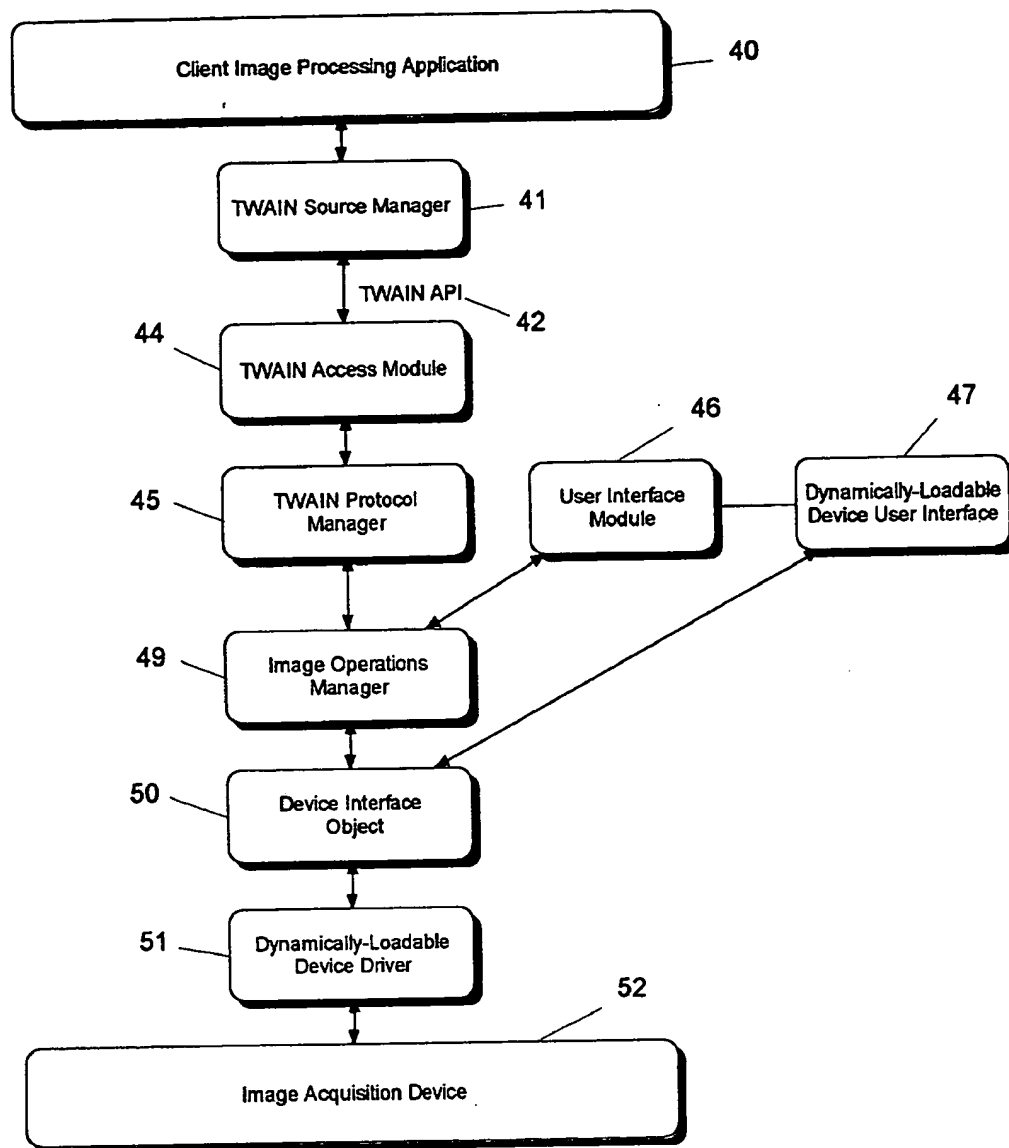 Client Image Processing Application
40
TWAIN Source Manager
41
TWAIN API
42
44
TWAIN Access Module
46
47
45
TWAIN Protocol
Manager
User Interface
Module
Dynamically-Loadable
Device User Interface
49
Image Operations
Manager
50
Device Interface
Object
51
Dynamically-Loadable
Device Driver
52
Image Acquisition Device